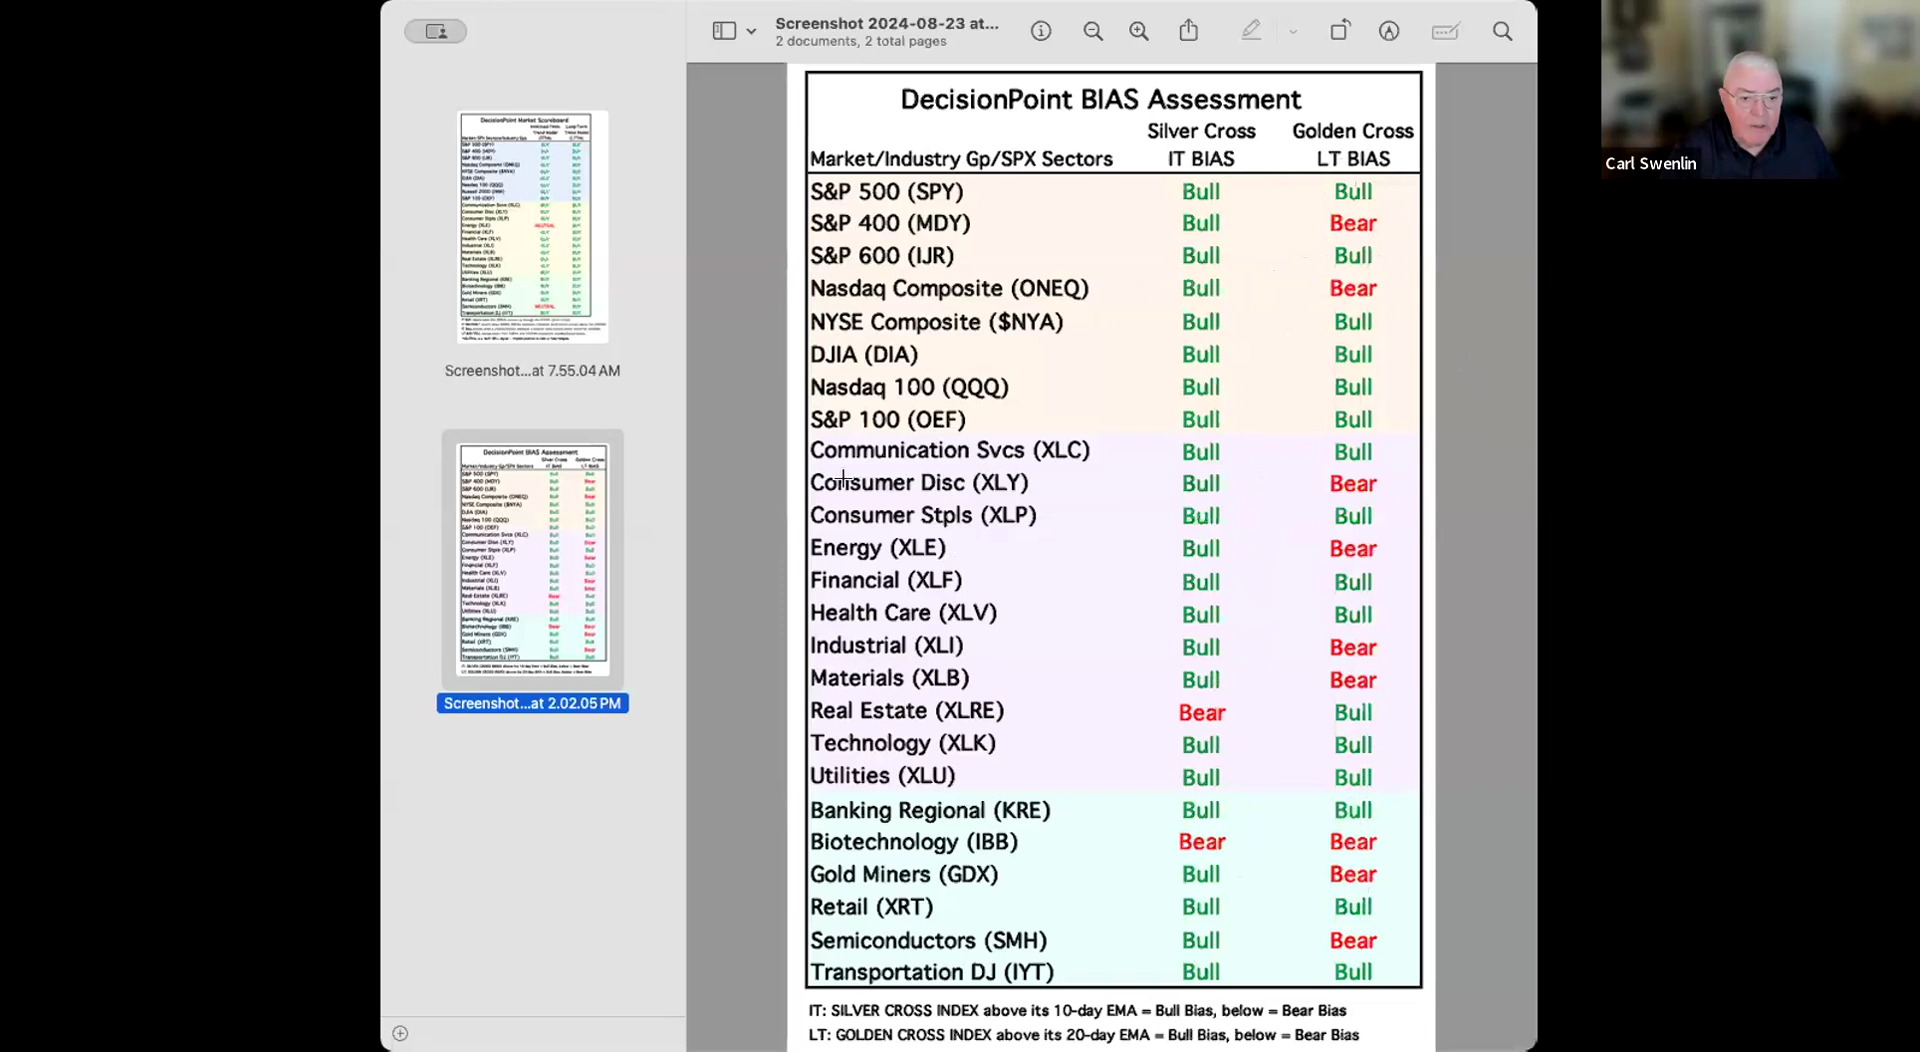 Screenshot 2024-08-23 at...
2 documents, 2 total pages
Carl Swenlin
DecisionPoint Market Scoreboard
Screenshot...at 7.55.04 AM
DecisionPoint BIAS Assessment
Screenshot...at 2.02.05 PM
DecisionPoint BIAS Assessment
Silver Cross Golden Cross
Market/Industry Gp/SPX Sectors IT BIAS LT BIAS
S&P 500 (SPY) Bull Bull
S&P 400 (MDY) Bull Bear
S&P 600 (IJR) Bull Bull
Nasdaq Composite (ONEQ) Bull Bear
NYSE Composite ($NYA) Bull Bull
DJIA (DIA) Bull Bull
Nasdaq 100 (QQQ) Bull Bull
S&P 100 (OEF) Bull Bull
Communication Svcs (XLC) Bull Bull
Consumer Disc (XLY) Bull Bear
Consumer Stpls (XLP) Bull Bull
Energy (XLE) Bull Bear
Financial (XLF) Bull Bull
Health Care (XLV) Bull Bull
Industrial (XLI) Bull Bear
Materials (XLB) Bull Bear
Real Estate (XLRE) Bear Bull
Technology (XLK) Bull Bull
Utilities (XLU) Bull Bull
Banking Regional (KRE) Bull Bull
Biotechnology (IBB) Bear Bear
Gold Miners (GDX) Bull Bear
Retail (XRT) Bull Bull
Semiconductors (SMH) Bull Bear
Transportation DJ (IYT) Bull Bull
IT: SILVER CROSS INDEX above its 10-day EMA = Bull Bias, below = Bear Bias
LT: GOLDEN CROSS INDEX above its 20-day EMA = Bull Bias, below = Bear Bias